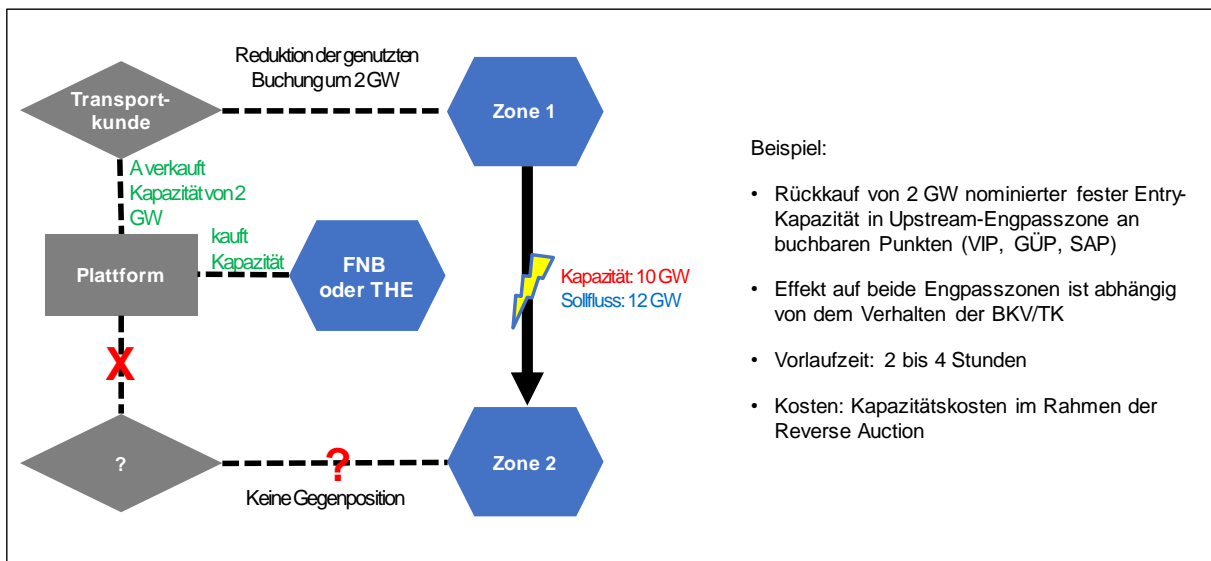 Reduktion der genutzten
Buchung um 2 GW
Transport-
kunde
Zone 1
A verkauft
Kapazität von 2
GW
kauft
Kapazität
Plattform
FNB
oder THE
Kapazität: 10 GW
Sollfluss: 12 GW
X
?
?
Zone 2
Keine Gegenposition
Beispiel:
• Rückkauf von 2 GW nominierter fester Entry-
Kapazität in Upstream-Engpasszone an
buchbaren Punkten (VIP, GÜP, SAP)
• Effekt auf beide Engpasszonen ist abhängig
von dem Verhalten der BKV/TK
• Vorlaufzeit: 2 bis 4 Stunden
• Kosten: Kapazitätskosten im Rahmen der
Reverse Auction